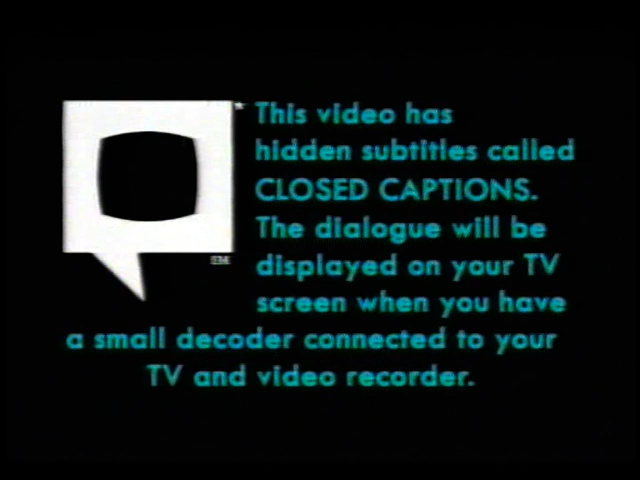 This video has
hidden subtitles called
CLOSED CAPTIONS.
The dialogue will be
displayed on your TV
screen when you have
a small decoder connected to your
TV and video recorder.